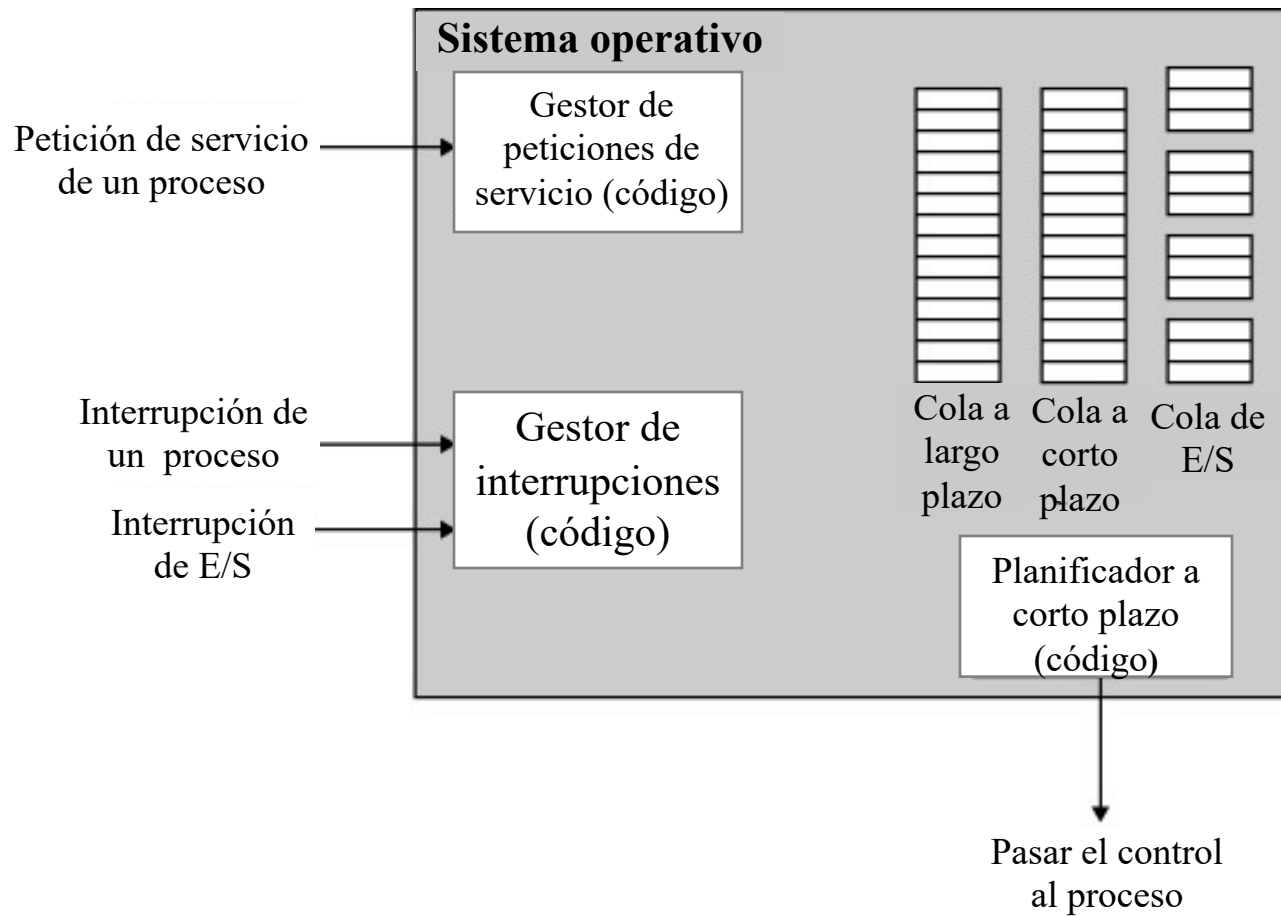 Sistema operativo
Gestor de
peticiones de
servicio (código)
Petición de servicio
de un proceso
Interrupción de
un proceso
Interrupción
de E/S
Gestor de
interrupciones
(código)
Cola a
largo
plazo
Cola a
corto
plazo
Cola de
E/S
Planificador a
corto plazo
(código)
Pasar el control
al proceso